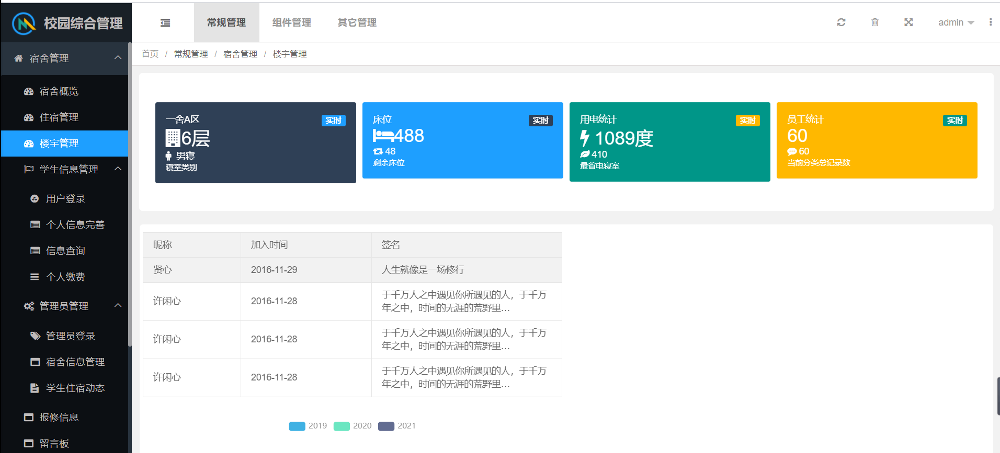 校园综合管理
常规管理
组件管理
其它管理
admin
首页 / 常规管理 / 宿舍管理 / 楼宇管理
宿舍管理
宿舍概览
住宿管理
楼宇管理
学生信息管理
用户登录
个人信息完善
信息查询
个人缴费
管理员管理
管理员登录
宿舍信息管理
学生住宿动态
报修信息
留言板
一舍A区
实时
6层
男寝
寝室类别
床位
实时
488
48
剩余床位
用电统计
实时
1089度
410
最省电寝室
员工统计
实时
60
60
当前分类总记录数
昵称 加入时间 签名
贤心 2016-11-29 人生就像是一场修行
许闲心 2016-11-28 于千万人之中遇见你所遇见的人，于千万
年之中，时间的无涯的荒野里…
许闲心 2016-11-28 于千万人之中遇见你所遇见的人，于千万
年之中，时间的无涯的荒野里…
许闲心 2016-11-28 于千万人之中遇见你所遇见的人，于千万
年之中，时间的无涯的荒野里…
2019 2020 2021